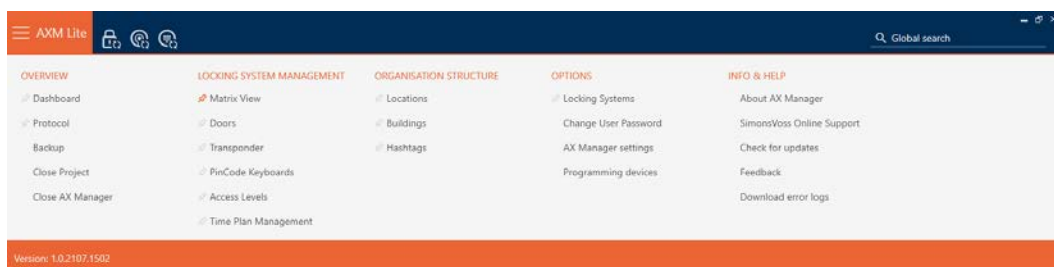 AXM Lite
Global search
OVERVIEW
Dashboard
Protocol
Backup
Close Project
Close AX Manager
LOCKING SYSTEM MANAGEMENT
Matrix View
Doors
Transponder
PinCode Keyboards
Access Levels
Time Plan Management
ORGANISATION STRUCTURE
Locations
Buildings
Hashtags
OPTIONS
Locking Systems
Change User Password
AX Manager settings
Programming devices
INFO & HELP
About AX Manager
SimonsVoss Online Support
Check for updates
Feedback
Download error logs
Version: 1.0.2107.1502